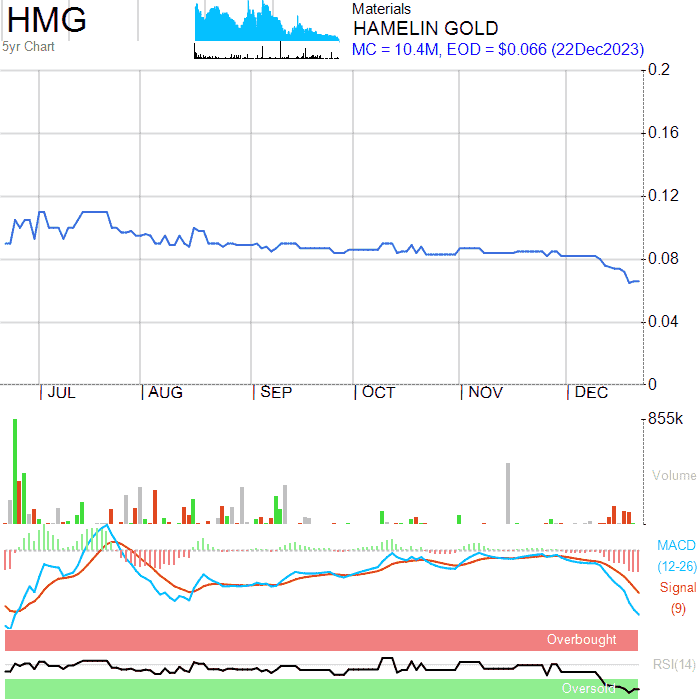 HMG
5yr Chart
Materials
HAMELIN GOLD
MC = 10.4M, EOD = $0.066 (22Dec2023)
0.2
0.16
0.12
0.08
0.04
0
JUL
AUG
SEP
OCT
NOV
DEC
855k
Volume
MACD
(12-26)
Signal
(9)
Overbought
RSI(14)
Oversold